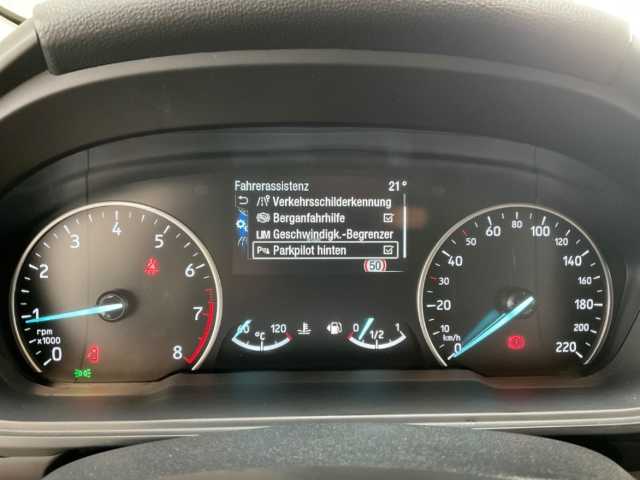 Fahrerassistenz 21°
Verkehrsschilderkennung
Berganfahrhilfe
LIM Geschwindigk.-Begrenzer
Parkpilot hinten
50
0 1 2 3 4 5 6 7 8
rpm
x1000
60 °C 120
0 1/2 1
0 10 20 30 40 50 60 80 100 120 140 160 180 200 220
km/h